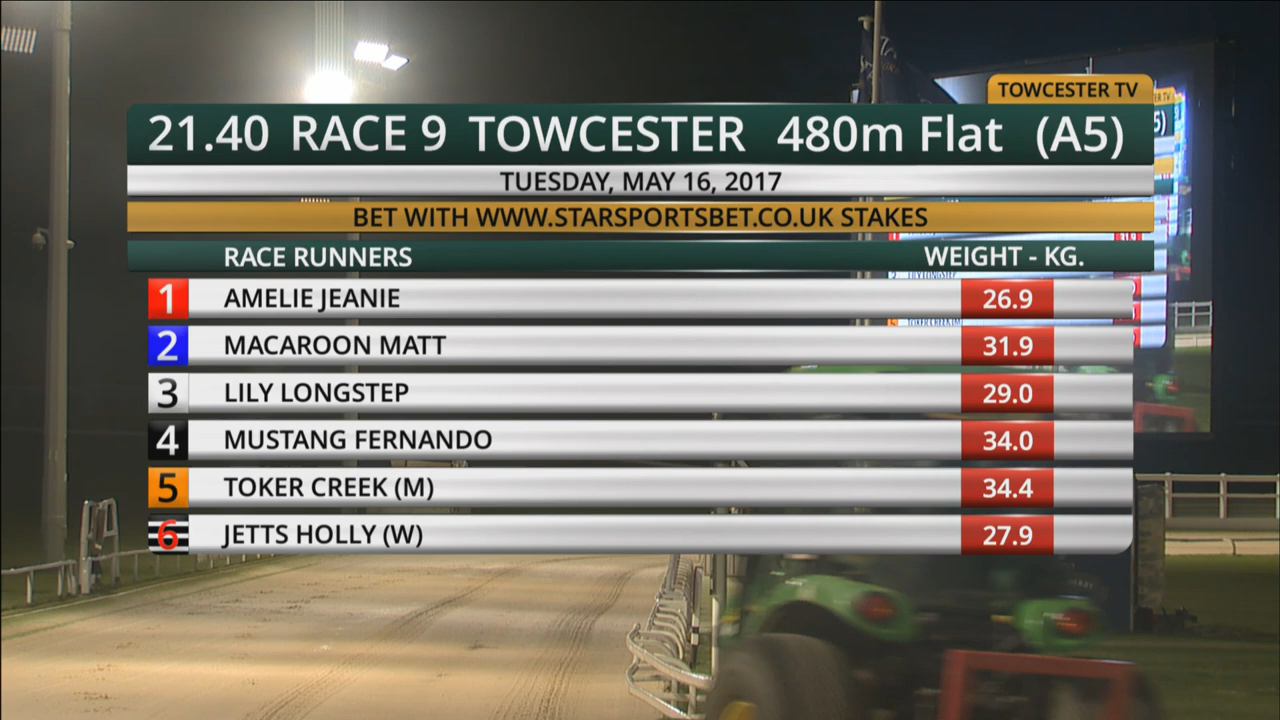 TOWCESTER TV
21.40 RACE 9 TOWCESTER 480m Flat (A5)
TUESDAY, MAY 16, 2017
BET WITH WWW.STARSPORTSBET.CO.UK STAKES
RACE RUNNERS WEIGHT - KG.
1 AMELIE JEANIE 26.9
2 MACAROON MATT 31.9
3 LILY LONGSTEP 29.0
4 MUSTANG FERNANDO 34.0
5 TOKER CREEK (M) 34.4
6 JETTS HOLLY (W) 27.9